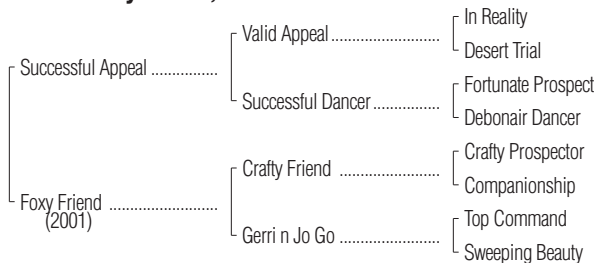 In Reality
Valid Appeal
Desert Trial
Successful Appeal
Fortunate Prospect
Successful Dancer
Debonair Dancer
Crafty Prospector
Crafty Friend
Companionship
Foxy Friend
(2001)
Top Command
Gerri n Jo Go
Sweeping Beauty